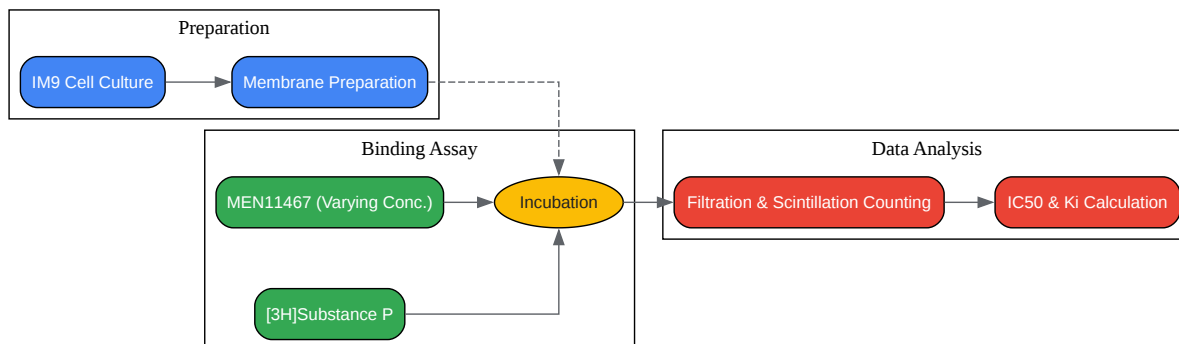 Preparation
IM9 Cell Culture
Membrane Preparation
Binding Assay
MEN11467 (Varying Conc.)
Incubation
[3H]Substance P
Data Analysis
Filtration & Scintillation Counting
IC50 & Ki Calculation